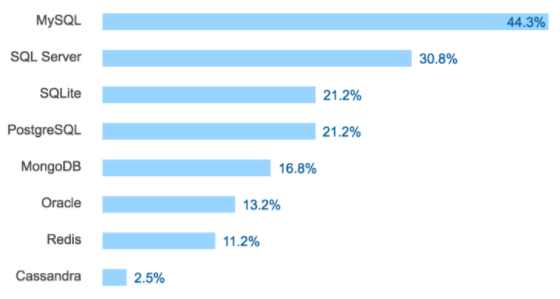 MySQL 44.3%
SQL Server 30.8%
SQLite 21.2%
PostgreSQL 21.2%
MongoDB 16.8%
Oracle 13.2%
Redis 11.2%
Cassandra 2.5%